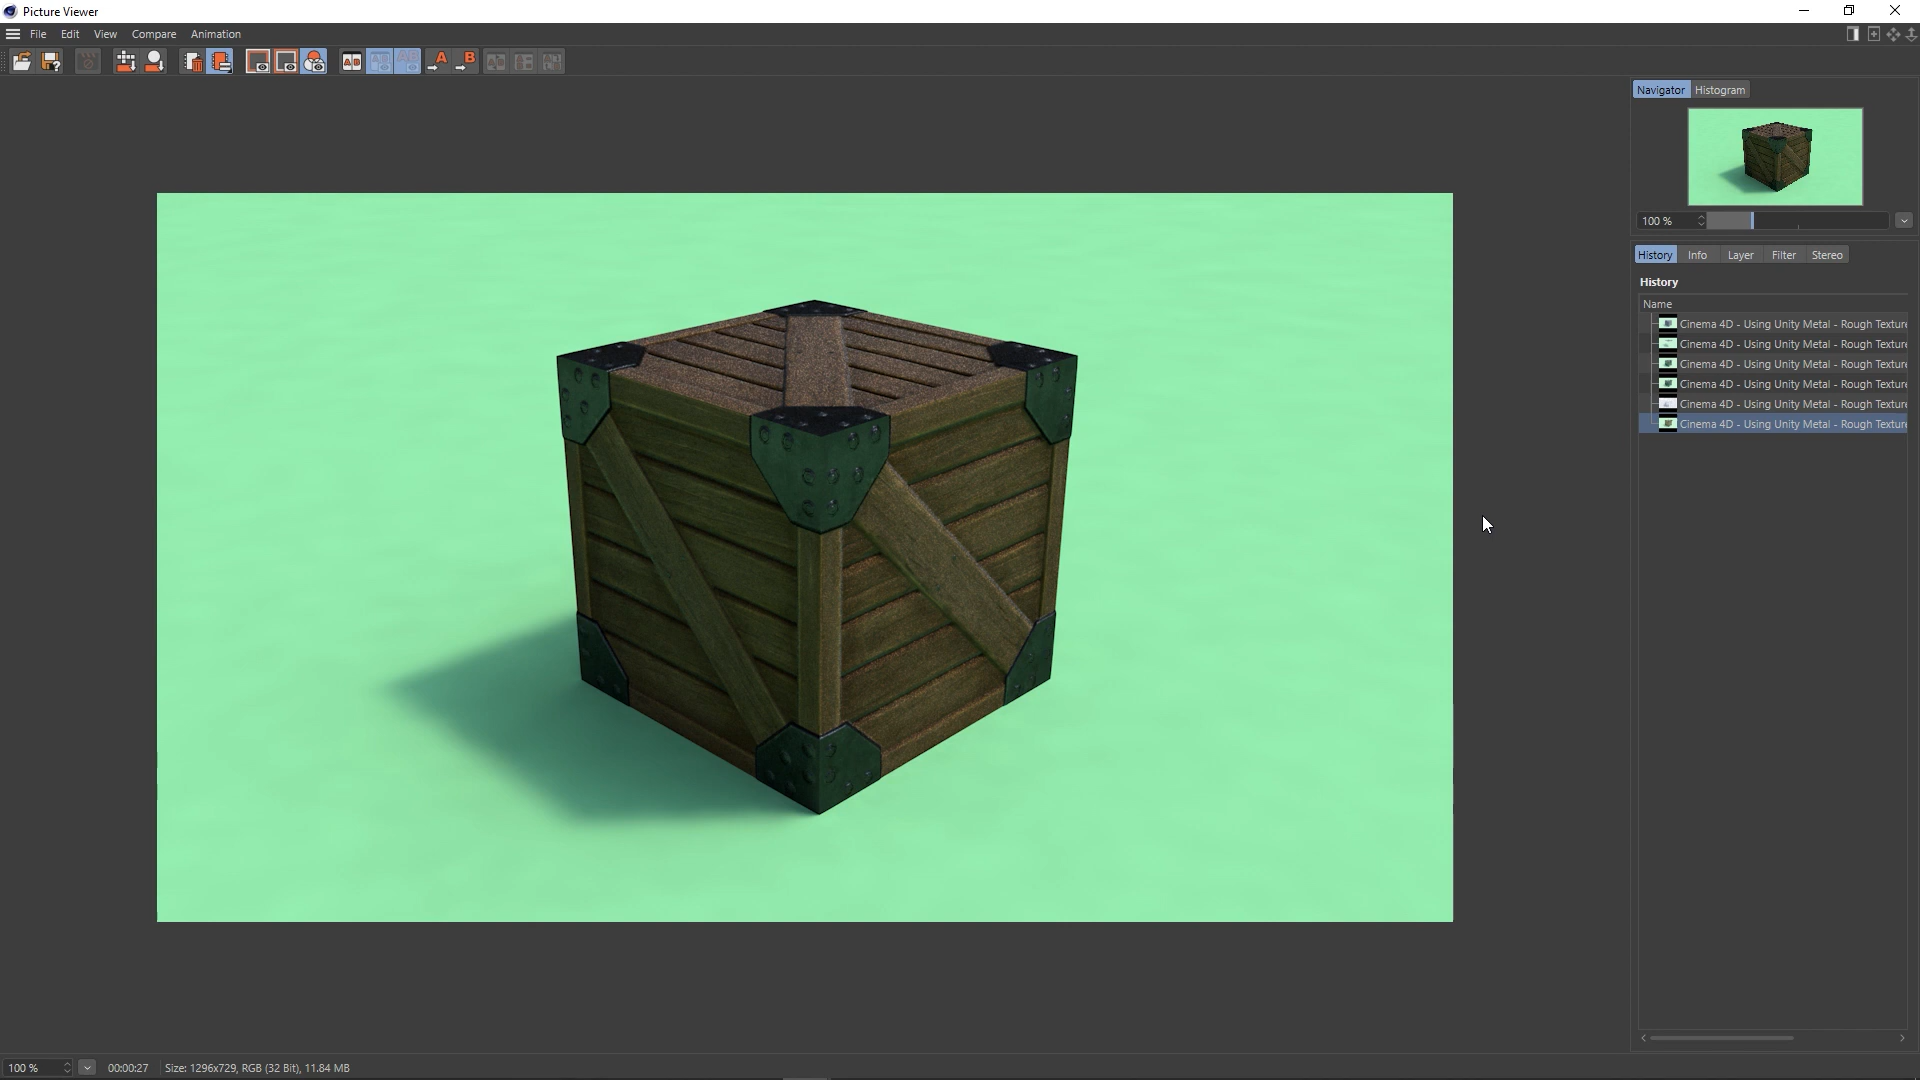 Picture Viewer
File Edit View Compare Animation
A B
Navigator Histogram
100 %
History Info Layer Filter Stereo
History
Name
Cinema 4D - Using Unity Metal - Rough Texture
Cinema 4D - Using Unity Metal - Rough Texture
Cinema 4D - Using Unity Metal - Rough Texture
Cinema 4D - Using Unity Metal - Rough Texture
Cinema 4D - Using Unity Metal - Rough Texture
Cinema 4D - Using Unity Metal - Rough Texture
100 % 00:00:27 Size: 1296x729, RGB (32 Bit), 11.84 MB